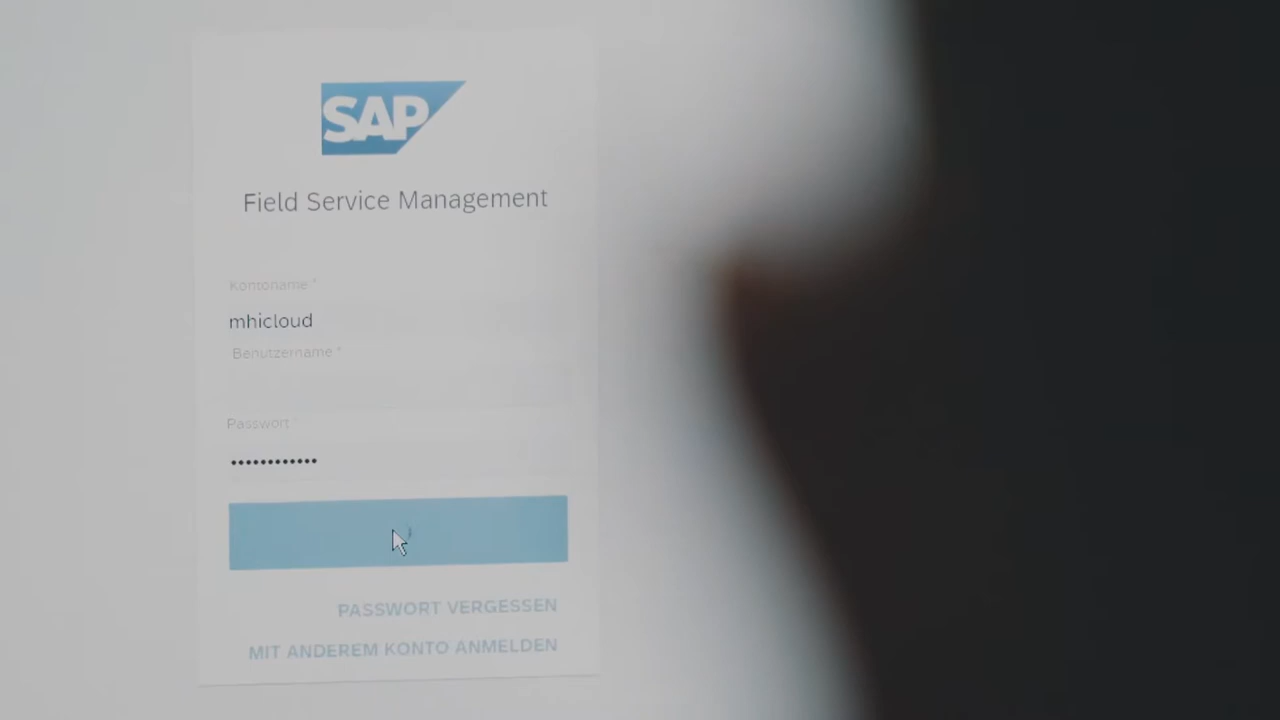 SAP
Field Service Management
Kontoname *
mhicloud
Benutzername *
Passwort *
••••••••••••
PASSWORT VERGESSEN
MIT ANDEREM KONTO ANMELDEN